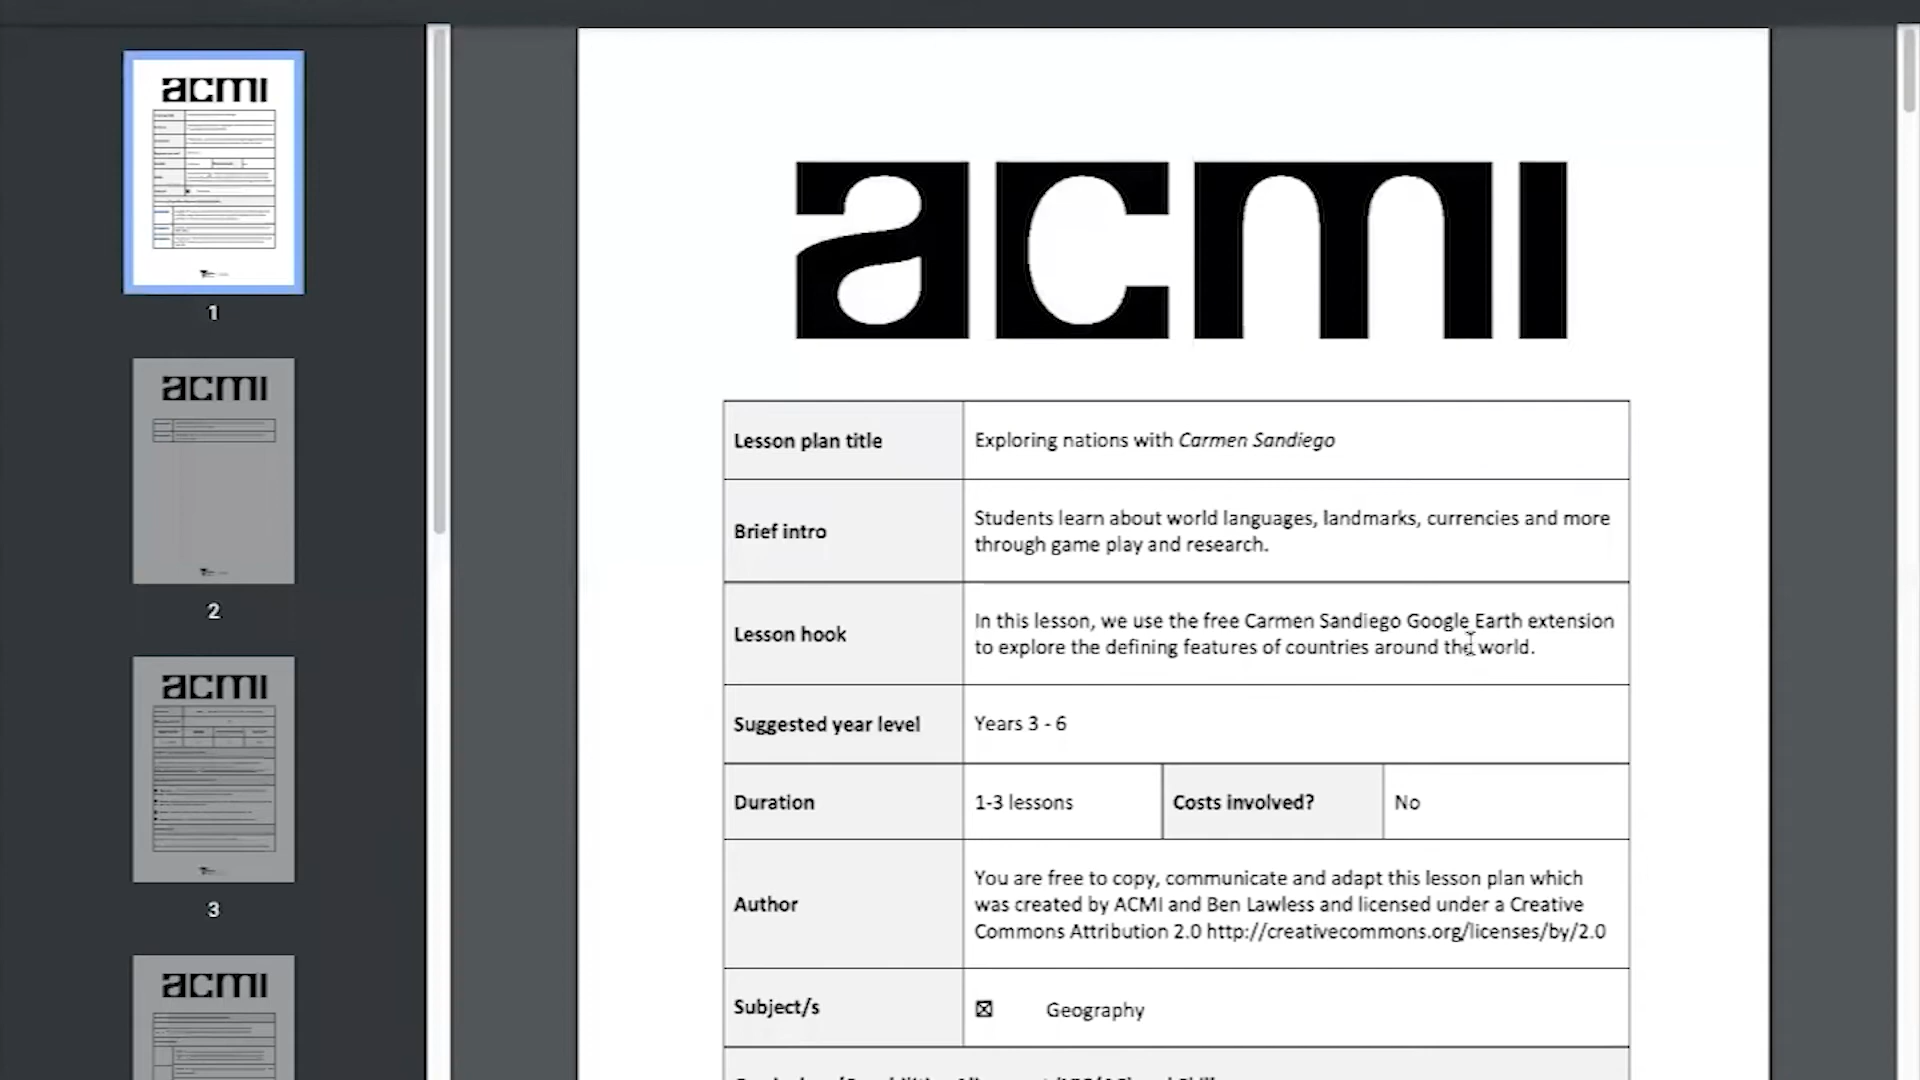 acmi
1
acmi
2
acmi
3
acmi
acmi
Lesson plan title
Exploring nations with Carmen Sandiego
Brief intro
Students learn about world languages, landmarks, currencies and more
through game play and research.
Lesson hook
In this lesson, we use the free Carmen Sandiego Google Earth extension
to explore the defining features of countries around the world.
Suggested year level
Years 3 - 6
Duration
1-3 lessons
Costs involved?
No
Author
You are free to copy, communicate and adapt this lesson plan which
was created by ACMI and Ben Lawless and licensed under a Creative
Commons Attribution 2.0 http://creativecommons.org/licenses/by/2.0
Subject/s
☒ Geography